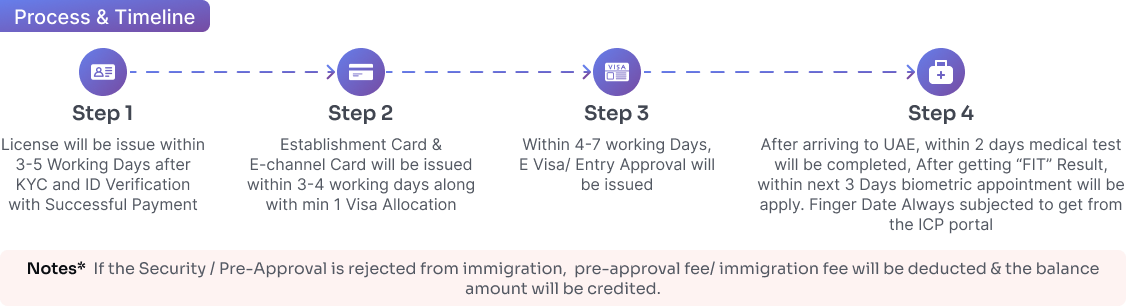 Process & Timeline
VISA
Step 1
License will be issue within
3-5 Working Days after
KYC and ID Verification
with Successful Payment
Step 2
Establishment Card &
E-channel Card will be issued
within 3-4 working days along
with min 1 Visa Allocation
Step 3
Within 4-7 working Days,
E Visa/ Entry Approval will
be issued
Step 4
After arriving to UAE, within 2 days medical test
will be completed, After getting “FIT” Result,
within next 3 Days biometric appointment will be
apply. Finger Date Always subjected to get from
the ICP portal
Notes* If the Security / Pre-Approval is rejected from immigration, pre-approval fee/ immigration fee will be deducted & the balance
amount will be credited.